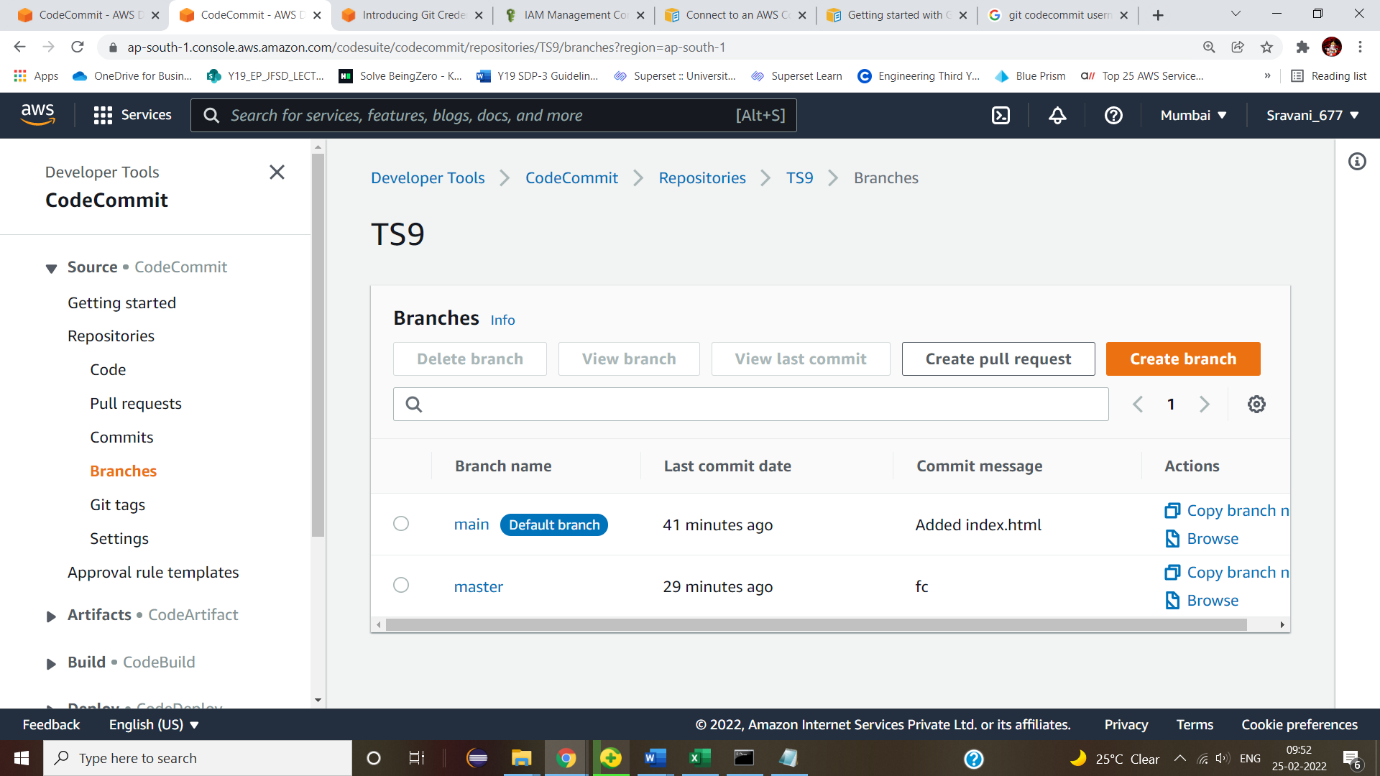 CodeCommit - AWS D
CodeCommit - AWS D
Introducing Git Crede
IAM Management Co
Connect to an AWS C
Getting started with G
git codecommit usern
ap-south-1.console.aws.amazon.com/codesuite/codecommit/repositories/TS9/branches?region=ap-south-1
Apps
OneDrive for Busin...
Y19_EP_JFSD_LECT...
Solve BeingZero - K...
Y19 SDP-3 Guidelin...
Superset :: Universit...
Superset Learn
Engineering Third Y...
Blue Prism
Top 25 AWS Service...
»
Reading list
aws
Services
Search for services, features, blogs, docs, and more [Alt+S]
Mumbai
Sravani_677
Developer Tools
CodeCommit
Source • CodeCommit
Getting started
Repositories
Code
Pull requests
Commits
Branches
Git tags
Settings
Approval rule templates
Artifacts • CodeArtifact
Build • CodeBuild
Deploy • CodeDeploy
Developer Tools > CodeCommit > Repositories > TS9 > Branches
TS9
Branches Info
Delete branch
View branch
View last commit
Create pull request
Create branch
1
Branch name Last commit date Commit message Actions
main Default branch 41 minutes ago Added index.html Copy branch n
Browse
master 29 minutes ago fc Copy branch n
Browse
Feedback
English (US)
© 2022, Amazon Internet Services Private Ltd. or its affiliates.
Privacy
Terms
Cookie preferences
Type here to search
25°C Clear
ENG
09:52
25-02-2022
6